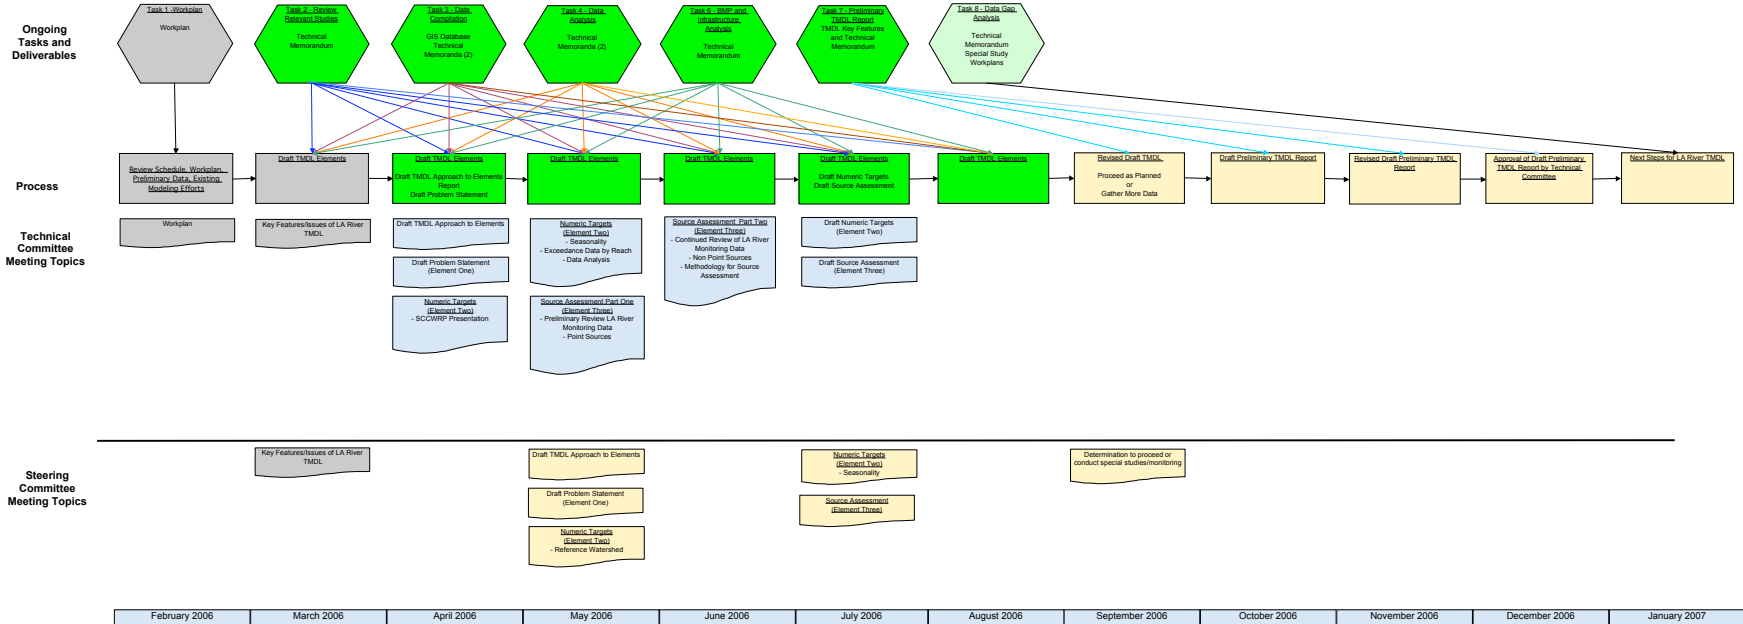 Ongoing
Tasks and
Deliverables
Task 1 -Workplan
Workplan
Task 2 - Review
Relevant Studies
Technical
Memorandum
Task 3 - Data
Compilation
GIS Database
Technical
Memoranda (2)
Task 4 - Data
Analysis
Technical
Memoranda (2)
Task 6 - BMP and
Infrastructure
Analysis
Technical
Memorandum
Task 7 - Preliminary
TMDL Report
TMDL Key Features
and Technical
Memorandum
Task 8 - Data Gap
Analysis
Technical
Memorandum
Special Study
Workplans
Process
Review Schedule, Workplan,
Preliminary Data, Existing
Modeling Efforts
Draft TMDL Elements
Draft TMDL Elements
Draft TMDL Approach to Elements
Report
Draft Problem Statement
Draft TMDL Elements
Draft TMDL Elements
Draft TMDL Elements
Draft Numeric Targets
Draft Source Assessment
Draft TMDL Elements
Revised Draft TMDL
Proceed as Planned
or
Gather More Data
Draft Preliminary TMDL Report
Revised Draft Preliminary TMDL
Report
Approval of Draft Preliminary
TMDL Report by Technical
Committee
Next Steps for LA River TMDL
Technical
Committee
Meeting Topics
Workplan
Key Features/Issues of LA River
TMDL
Draft TMDL Approach to Elements
Draft Problem Statement
(Element One)
Numeric Targets
(Element Two)
- SCCWRP Presentation
Numeric Targets
(Element Two)
- Seasonality
- Exceedance Data by Reach
- Data Analysis
Source Assessment Part One
(Element Three)
- Preliminary Review LA River
Monitoring Data
- Point Sources
Source Assessment Part Two
(Element Three)
- Continued Review of LA River
Monitoring Data
- Non Point Sources
- Methodology for Source
Assessment
Draft Numeric Targets
(Element Two)
Draft Source Assessment
(Element Three)
Steering
Committee
Meeting Topics
Key Features/Issues of LA River
TMDL
Draft TMDL Approach to Elements
Draft Problem Statement
(Element One)
Numeric Targets
(Element Two)
- Reference Watershed
Numeric Targets
(Element Two)
- Seasonality
Source Assessment
(Element Three)
Determination to proceed or
conduct special studies/monitoring
February 2006
March 2006
April 2006
May 2006
June 2006
July 2006
August 2006
September 2006
October 2006
November 2006
December 2006
January 2007